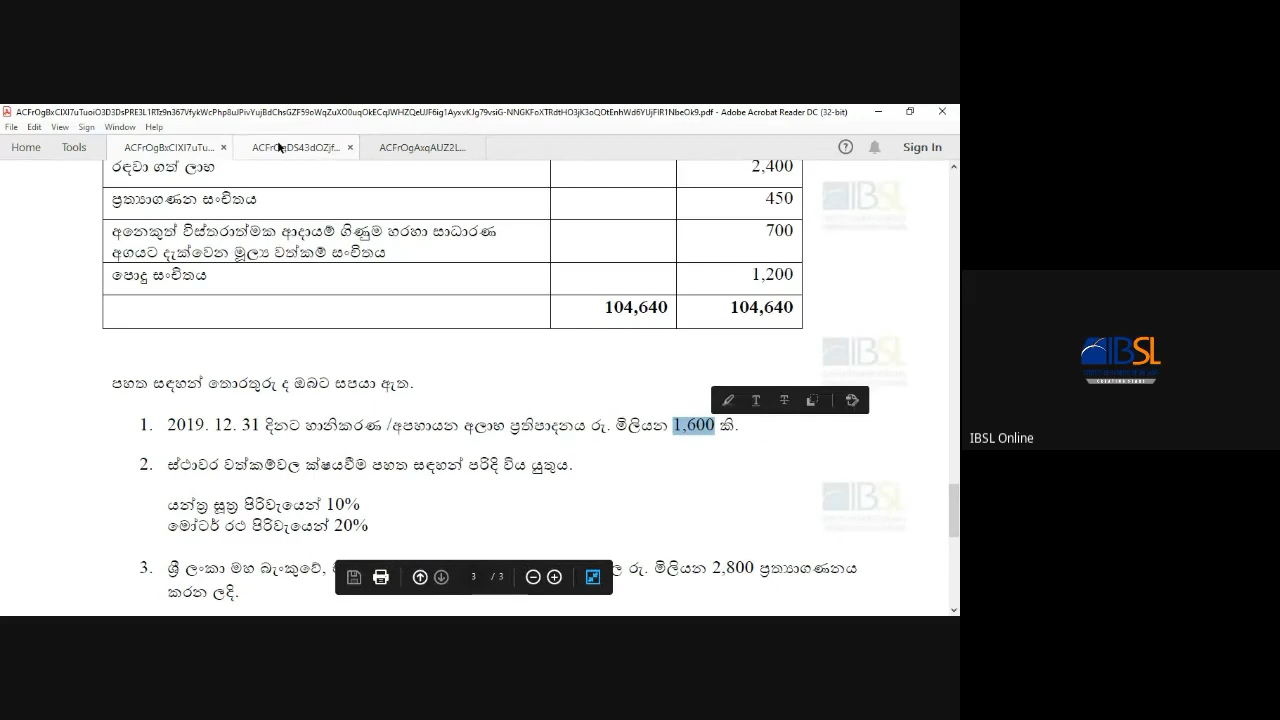 ACFrOgBxCIXI7uTuoiO3D3DsPRE3L1RTz9n367VfykWcPhp8uJPivYujBdChsGZF59oWqZuXO0uqOkECqJWHZQeUJF6ig1AyxvKJg79vsiG-NNGKFoXTRdtHO3jK3oQOtEnhWd6YUjFlR1NbeOk9.pdf - Adobe Acrobat Reader DC (32-bit)
File Edit View Sign Window Help
Home Tools ACFrOgBxCIXI7uTu... ACFrOgDS43dOZjf... ACFrOgAxqAUZ2L... Sign In
රඳවා ගත් ලාභ 2,400
ප්‍රත්‍යාගණන සංචිතය 450
අනෙකුත් විස්තරාත්මක ආදායම් ගිණුම හරහා සාධාරණ 700
අගයට දැක්වෙන මූල්‍ය වත්කම් සංචිතය
පොදු සංචිතය 1,200
104,640 104,640
පහත සඳහන් තොරතුරු ද ඔබට සපයා ඇත.
1. 2019. 12. 31 දිනට හානිකරණ /අපහායන අලාභ ප්‍රතිපාදනය රු. මිලියන 1,600 කි.
2. ස්ථාවර වත්කම්වල ක්ෂයවීම පහත සඳහන් පරිදි විය යුතුය.
යන්ත්‍ර සූත්‍ර පිරිවැයෙන් 10%
මෝටර් රථ පිරිවැයෙන් 20%
3. ශ්‍රී ලංකා මහ බැංකුවේ, රු. මිලියන 2,800 ප්‍රත්‍යාගණනය
කරන ලදි.
3 / 3
IBSL
IBSL Online